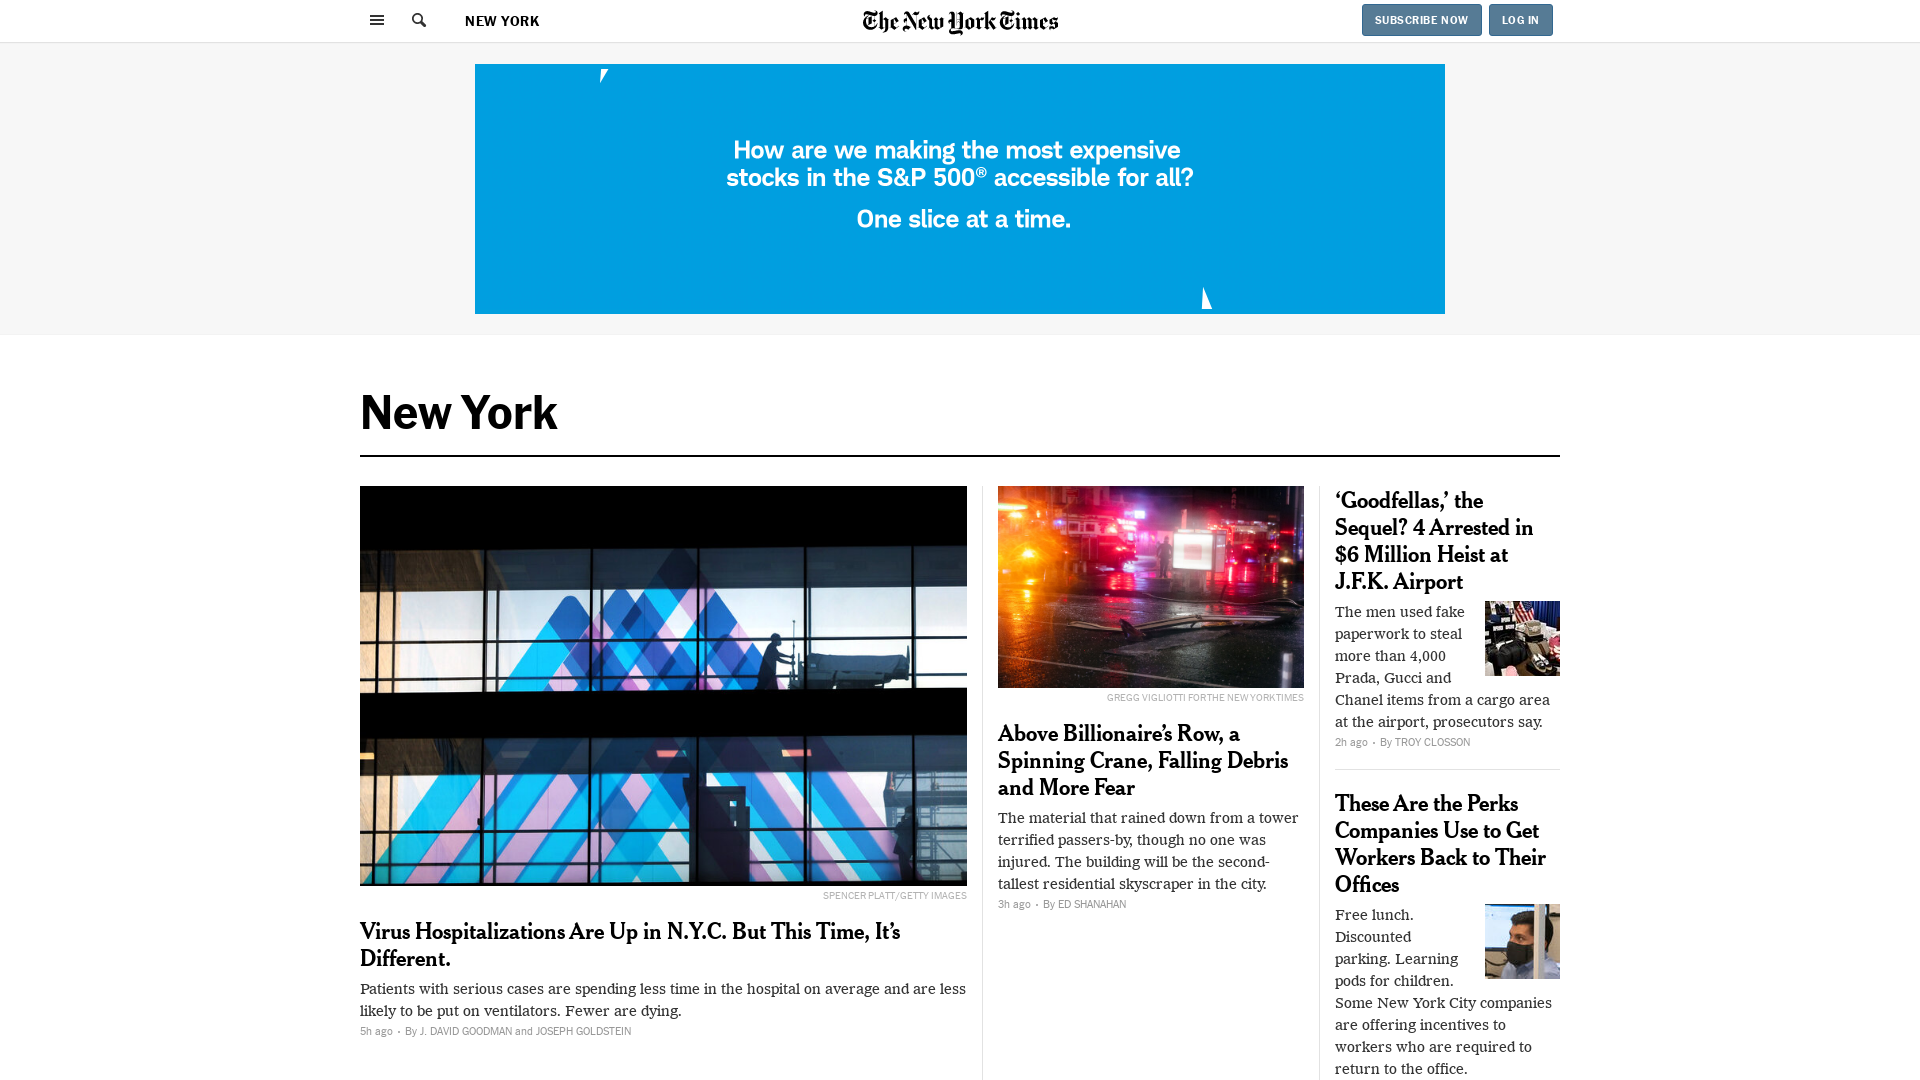 NEW YORK
The New York Times
SUBSCRIBE NOW
LOG IN
How are we making the most expensive
stocks in the S&P 500® accessible for all?
One slice at a time.
New York
SPENCER PLATT/GETTY IMAGES
Virus Hospitalizations Are Up in N.Y.C. But This Time, It’s
Different.
Patients with serious cases are spending less time in the hospital on average and are less
likely to be put on ventilators. Fewer are dying.
5h ago • By J. DAVID GOODMAN and JOSEPH GOLDSTEIN
GREGG VIGLIOTTI FOR THE NEW YORK TIMES
Above Billionaire’s Row, a
Spinning Crane, Falling Debris
and More Fear
The material that rained down from a tower
terrified passers-by, though no one was
injured. The building will be the second-
tallest residential skyscraper in the city.
3h ago • By ED SHANAHAN
‘Goodfellas,’ the
Sequel? 4 Arrested in
$6 Million Heist at
J.F.K. Airport
The men used fake
paperwork to steal
more than 4,000
Prada, Gucci and
Chanel items from a cargo area
at the airport, prosecutors say.
2h ago • By TROY CLOSSON
These Are the Perks
Companies Use to Get
Workers Back to Their
Offices
Free lunch.
Discounted
parking. Learning
pods for children.
Some New York City companies
are offering incentives to
workers who are required to
return to the office.